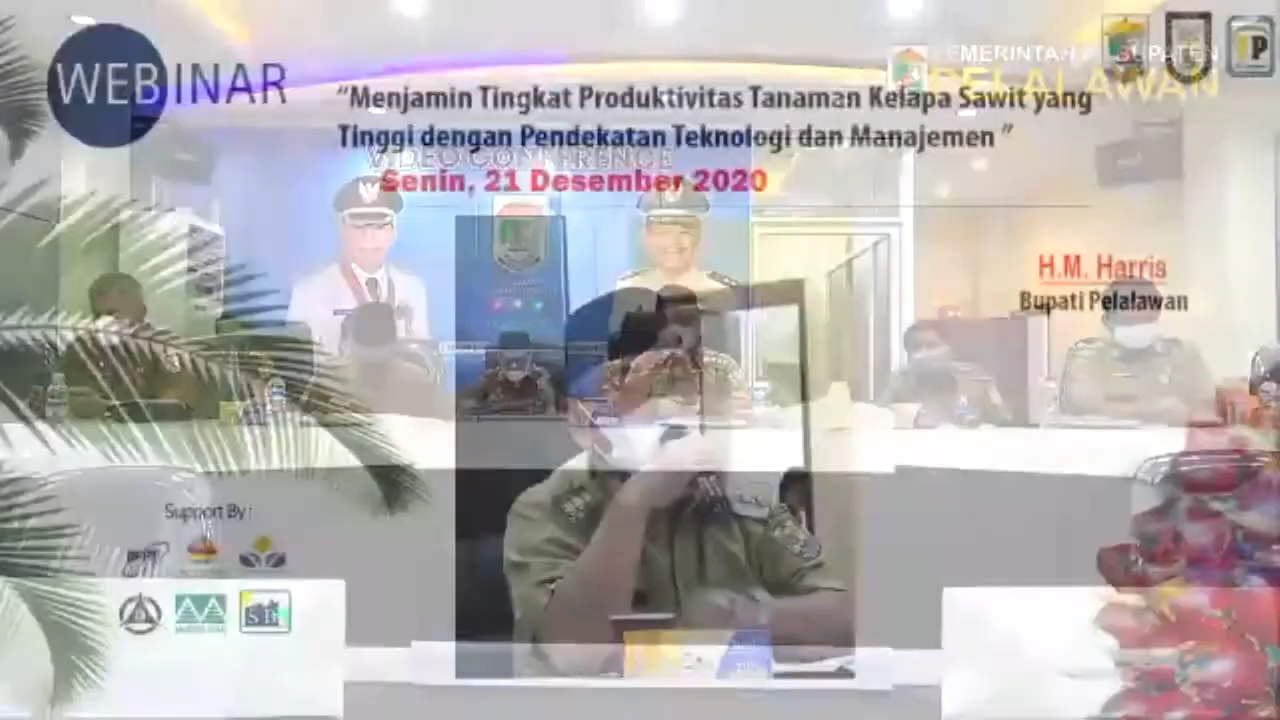 WEBINAR
“Menjamin Tingkat Produktivitas Tanaman Kelapa Sawit yang
Tinggi dengan Pendekatan Teknologi dan Manajemen ”
VIDEO CONFERENCE
Senin, 21 Desember 2020
PELALAWAN
H.M. Harris
Bupati Pelalawan
Support By :